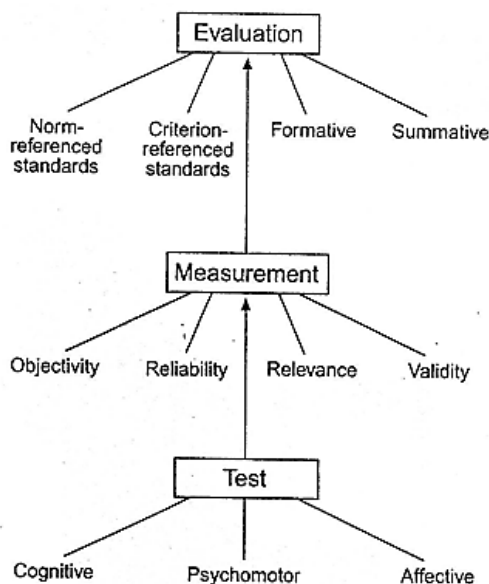 Evaluation
Norm-
referenced
standards
Criterion-
referenced
standards
Formative
Summative
Measurement
Objectivity
Reliability
Relevance
Validity
Test
Cognitive
Psychomotor
Affective